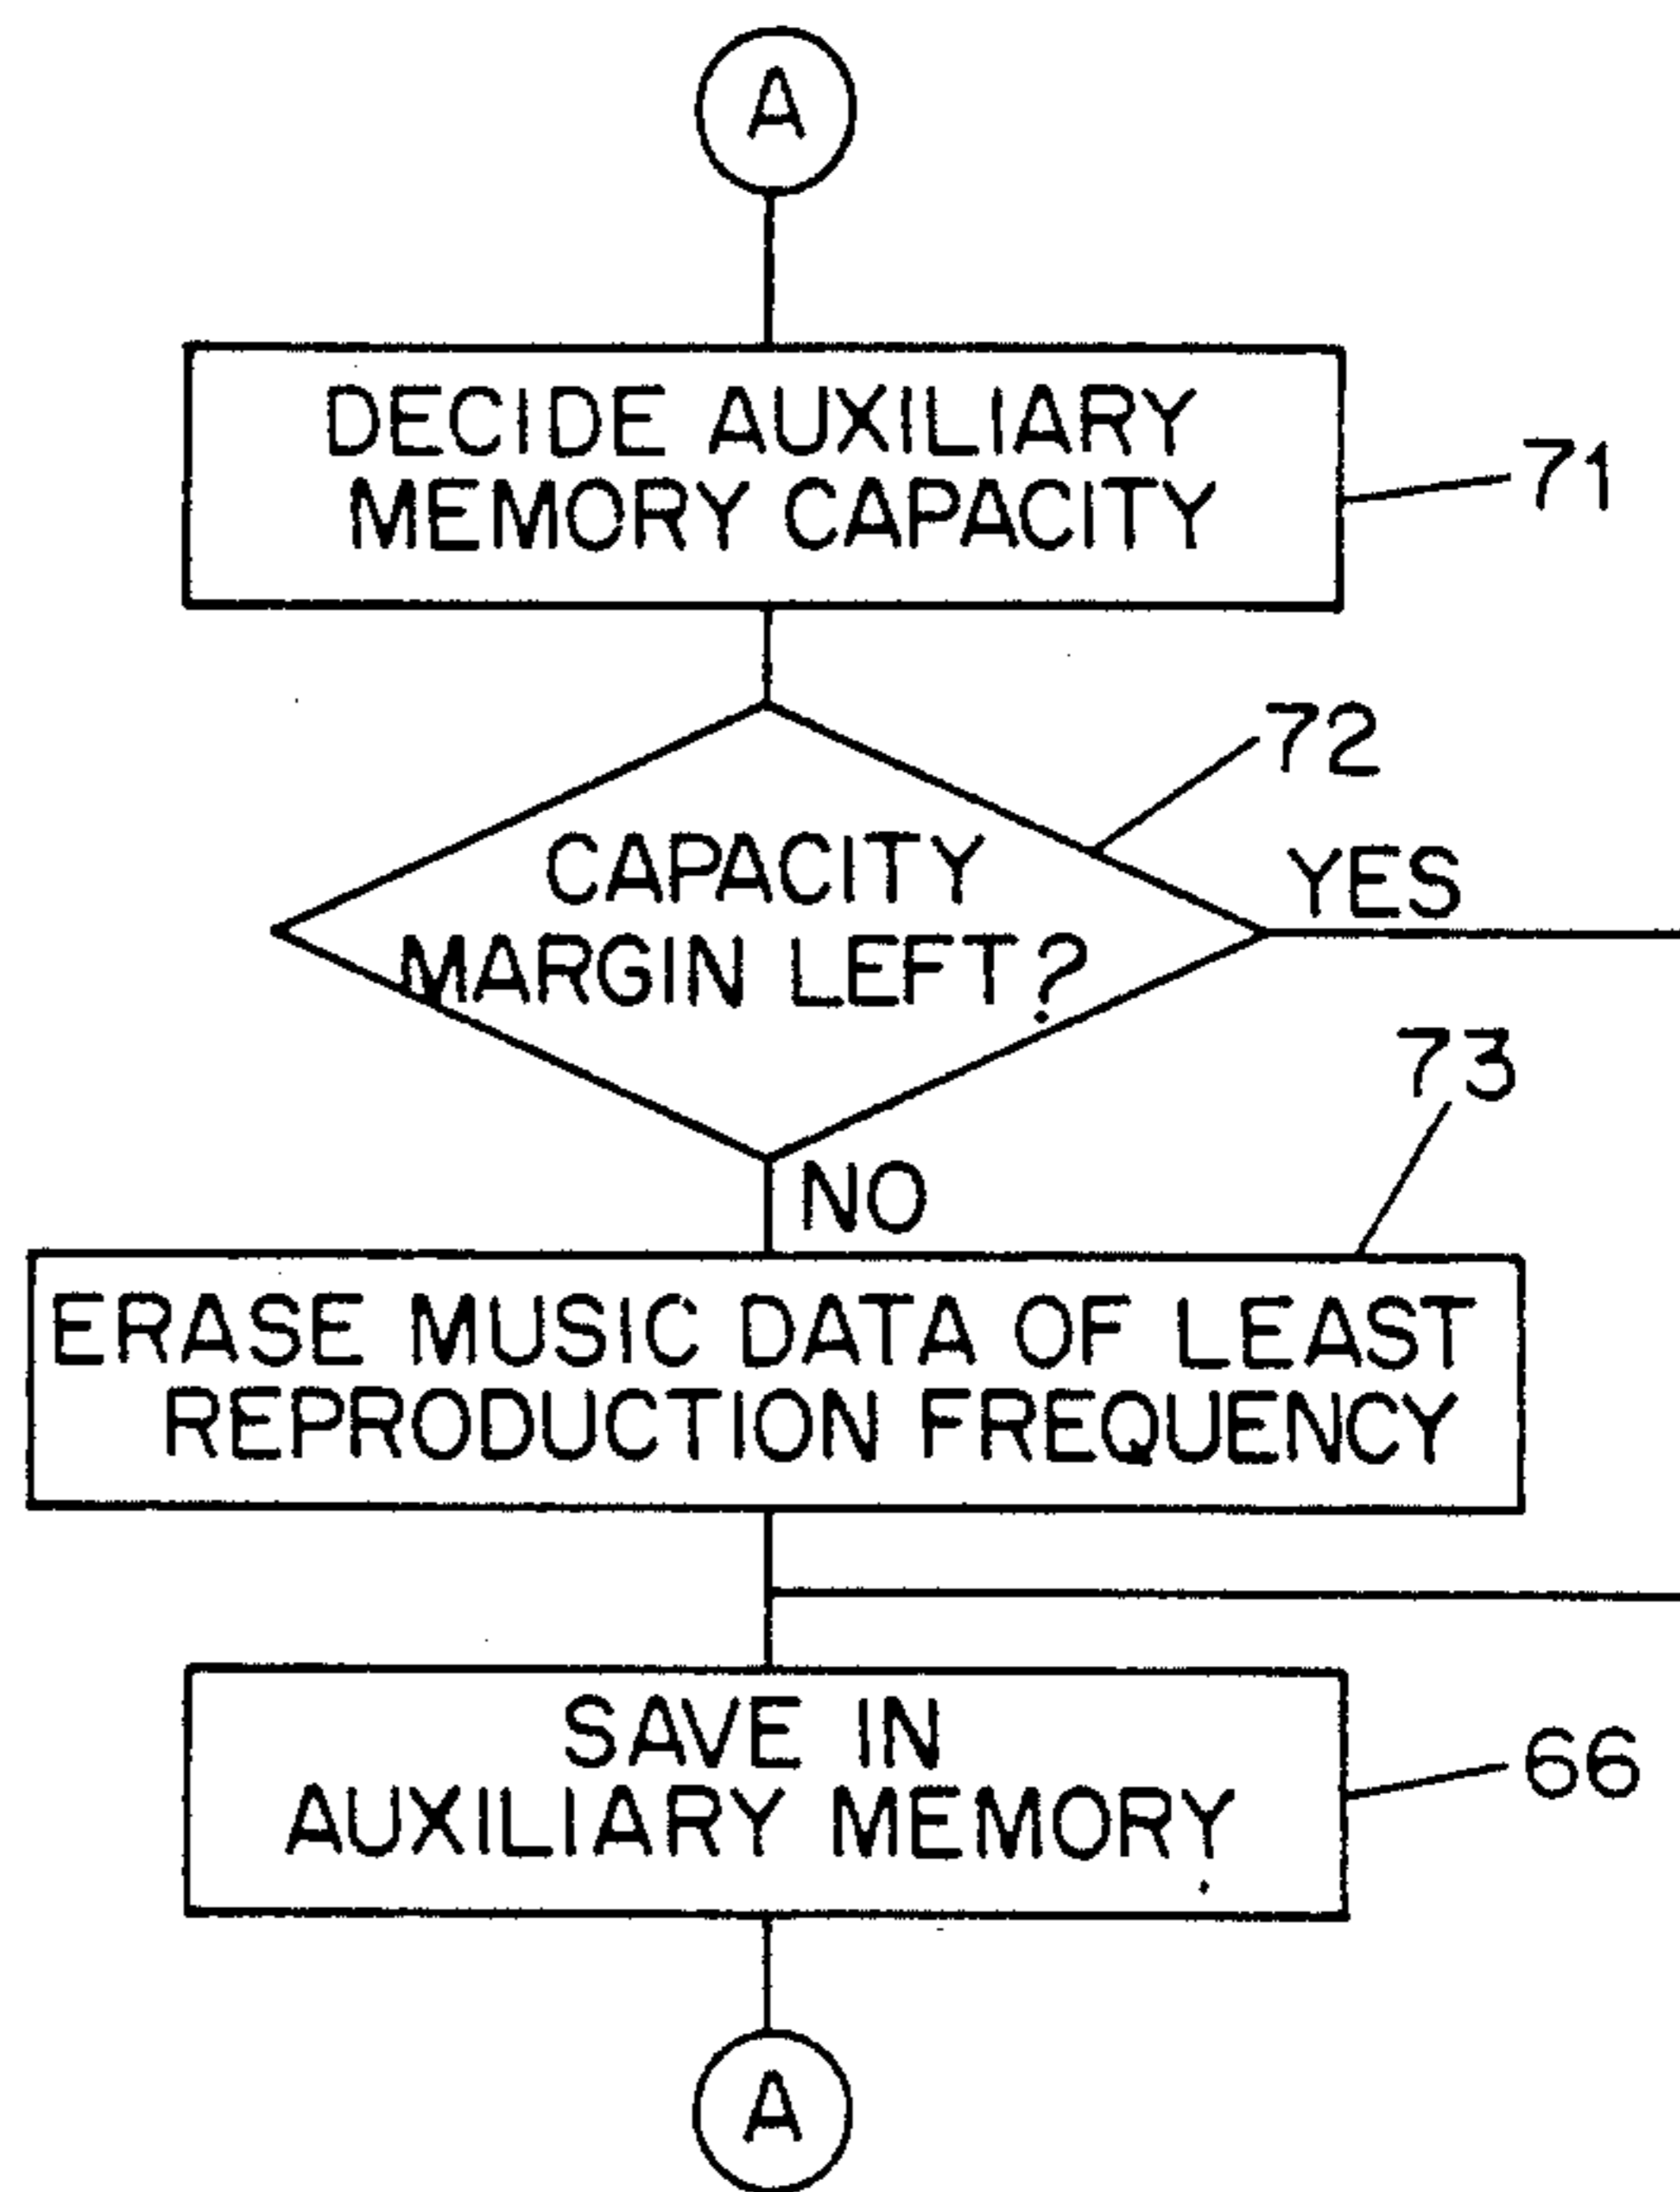 A
DECIDE AUXILIARY
MEMORY CAPACITY
71
72
CAPACITY
MARGIN LEFT?
YES
73
NO
ERASE MUSIC DATA OF LEAST
REPRODUCTION FREQUENCY
SAVE IN
AUXILIARY MEMORY
66
A